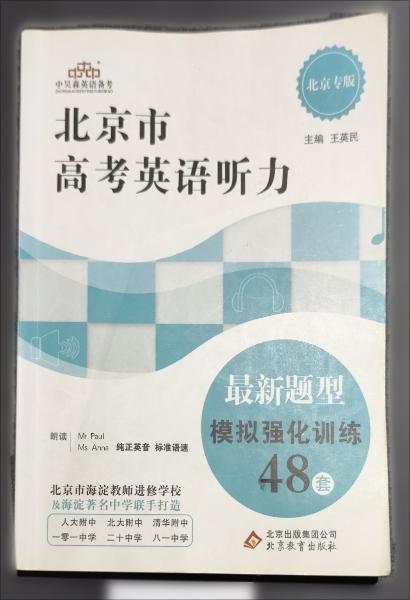 中昊森英语备考
北京专版
主编 王英民
北京市
高考英语听力
最新题型
模拟强化训练
48套
朗读 Mr Paul
Ms Anne 纯正英音 标准语速
北京市海淀教师进修学校
及海淀著名中学联手打造
人大附中 北大附中 清华附中
一零一中学 二十中学 八一中学
北京出版集团公司
北京教育出版社